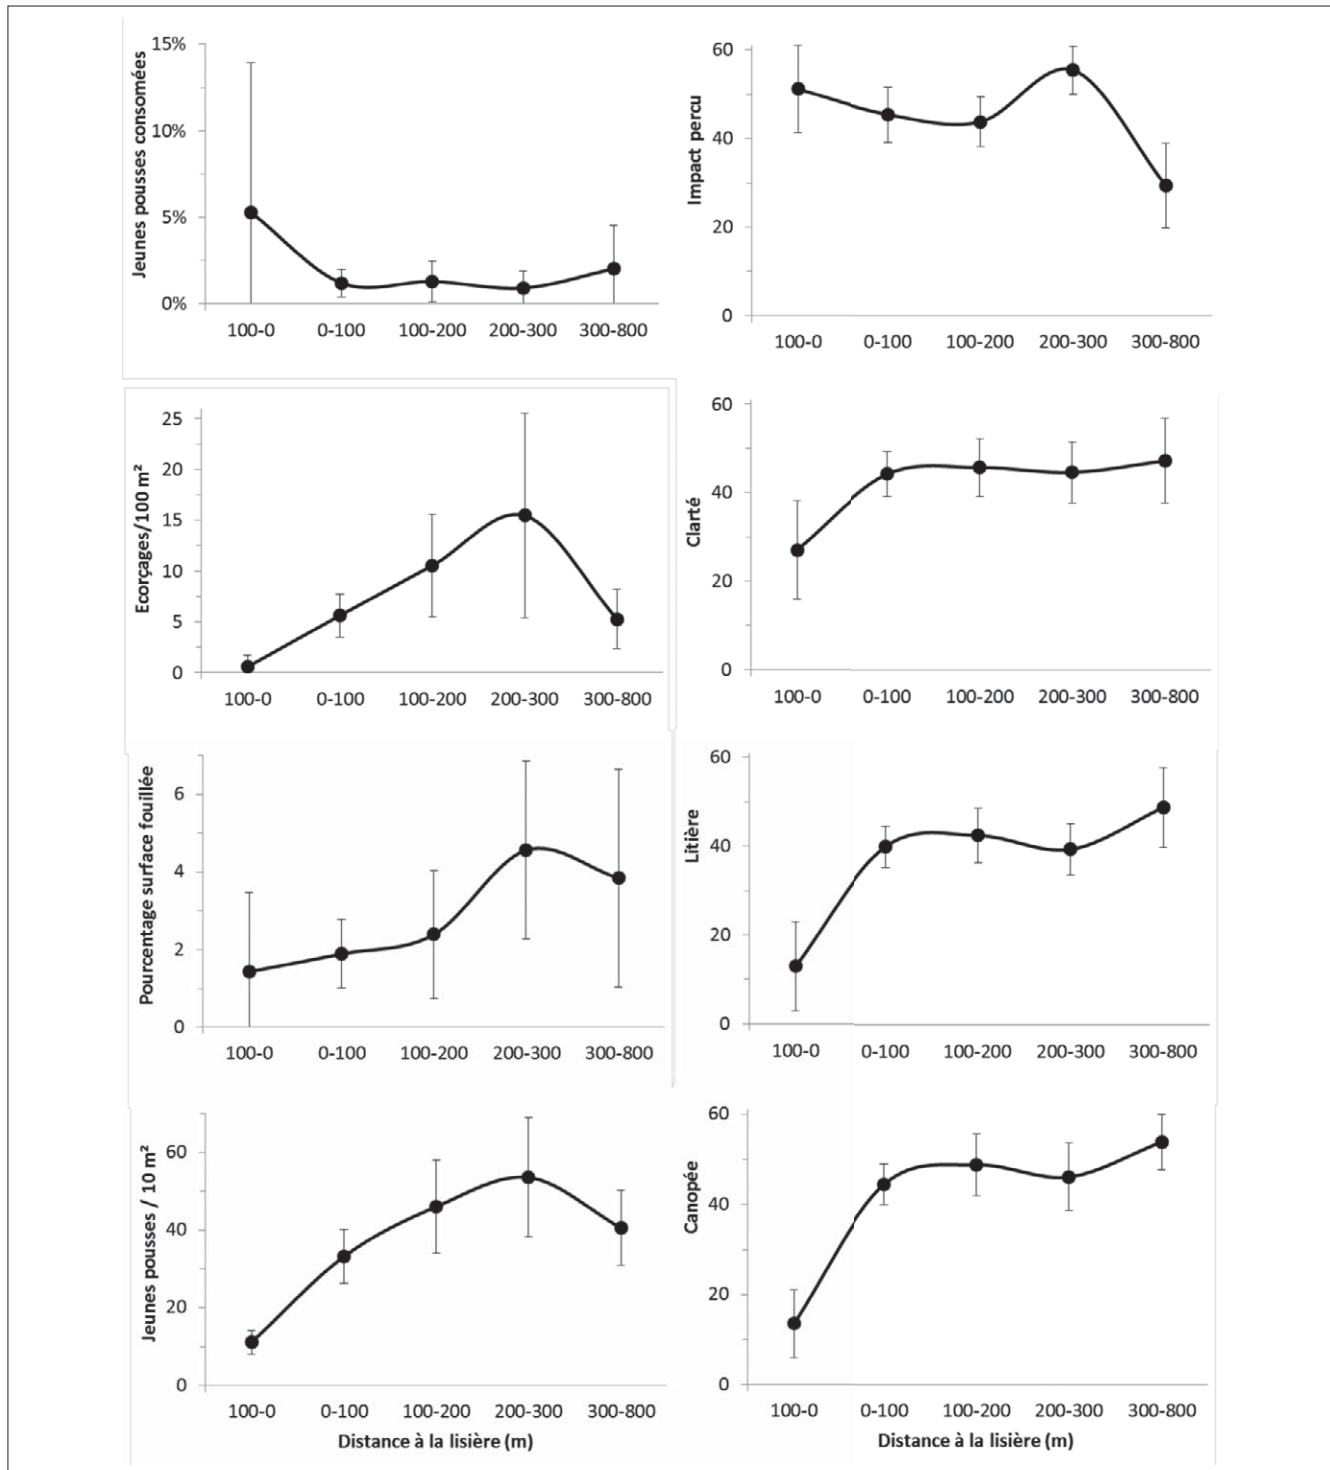 Jeunes pousses consomées
15%
10%
5%
0%
100-0 0-100 100-200 200-300 300-800
Impact percu
60
40
20
0
100-0 0-100 100-200 200-300 300-800
Ecorçages/100 m²
25
20
15
10
5
0
100-0 0-100 100-200 200-300 300-800
Clarté
60
40
20
0
100-0 0-100 100-200 200-300 300-800
Pourcentage surface fouillée
6
4
2
0
100-0 0-100 100-200 200-300 300-800
Litière
60
40
20
0
100-0 0-100 100-200 200-300 300-800
Jeunes pousses / 10 m²
60
40
20
0
100-0 0-100 100-200 200-300 300-800
Distance à la lisière (m)
Canopée
60
40
20
0
100-0 0-100 100-200 200-300 300-800
Distance à la lisière (m)